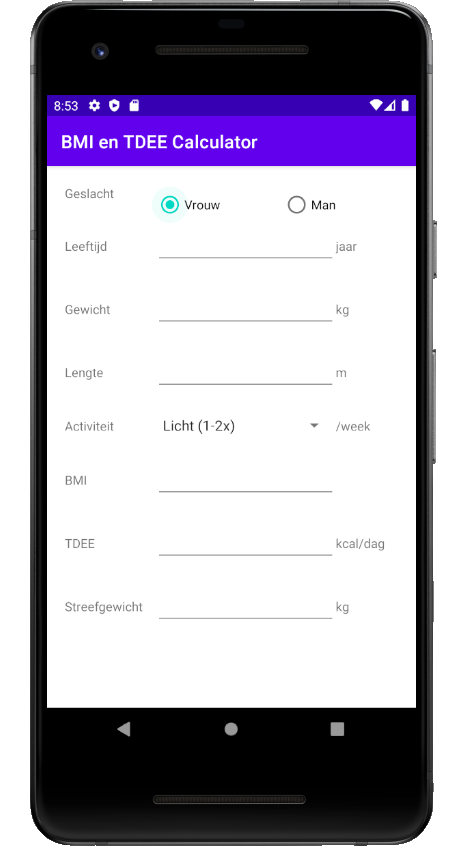 8:53
BMI en TDEE Calculator
Geslacht Vrouw Man
Leeftijd jaar
Gewicht kg
Lengte m
Activiteit Licht (1-2x) /week
BMI
TDEE kcal/dag
Streefgewicht kg